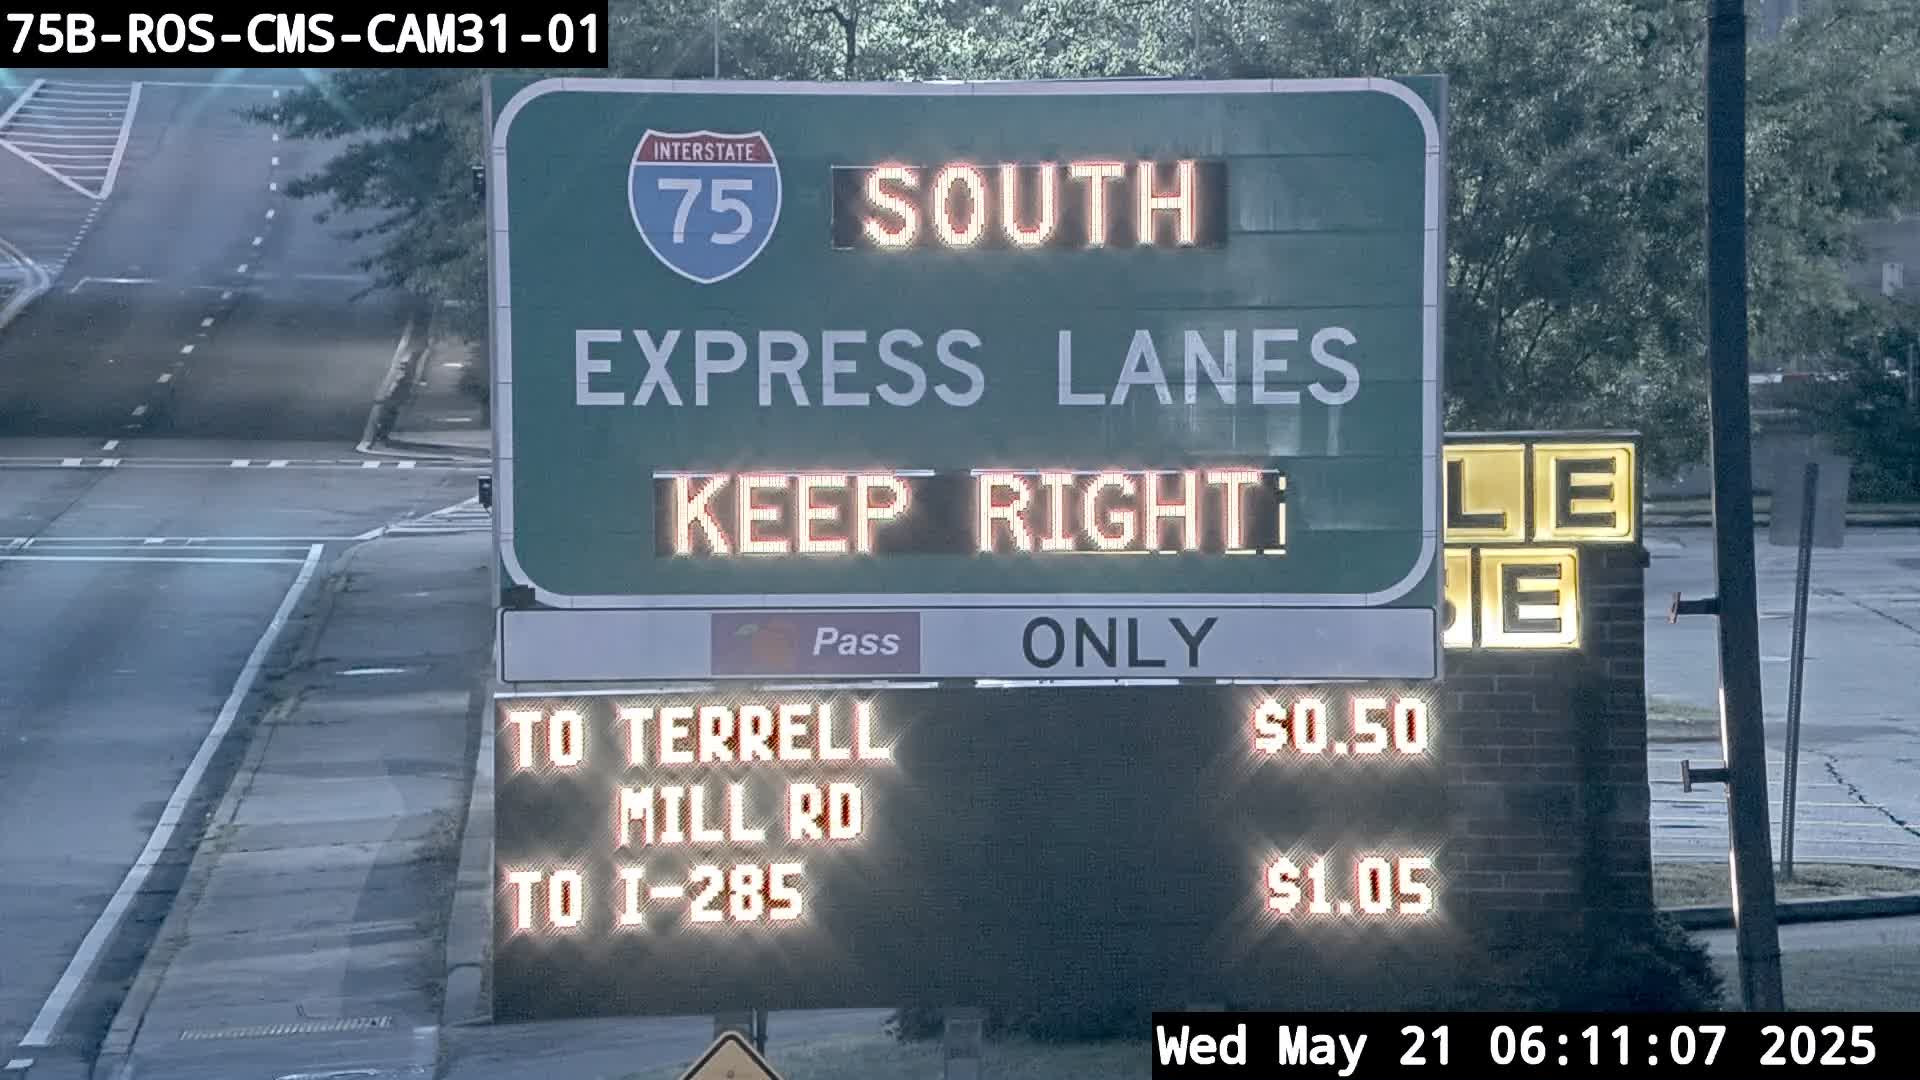 75B-ROS-CMS-CAM31-01
INTERSTATE
75
SOUTH
EXPRESS LANES
KEEP RIGHT
Pass ONLY
TO TERRELL $0.50
MILL RD
TO I-285 $1.05
LE
E
Wed May 21 06:11:07 2025